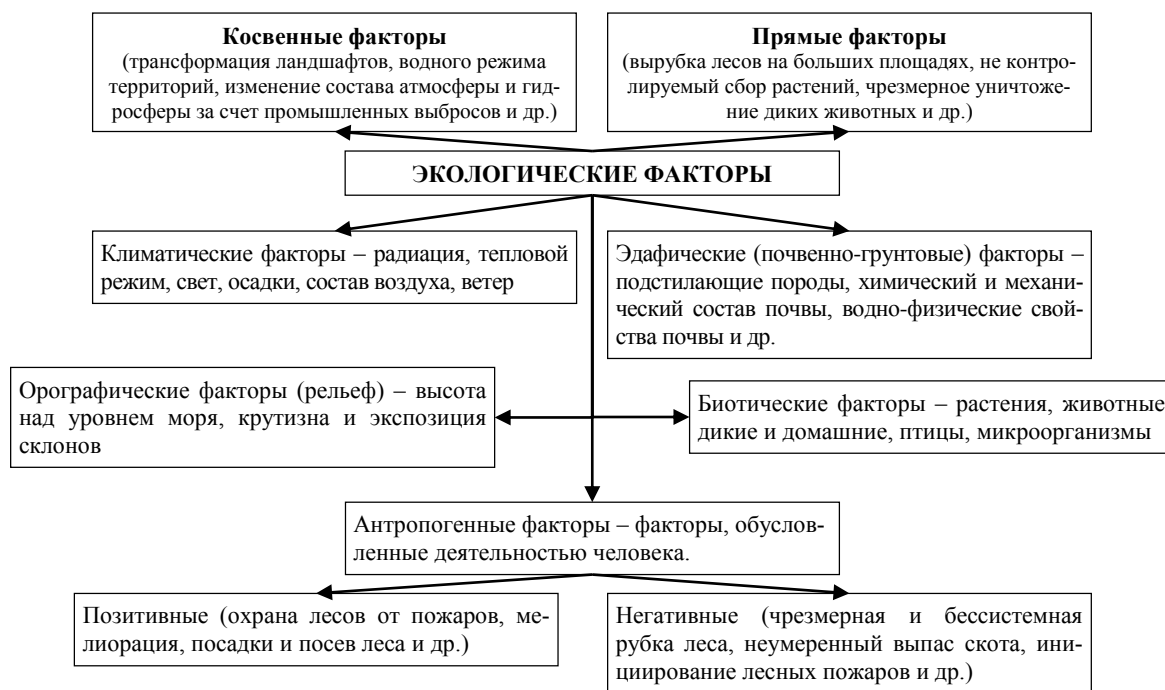 Косвенные факторы
(трансформация ландшафтов, водного режима
территорий, изменение состава атмосферы и гид-
росферы за счет промышленных выбросов и др.)
Прямые факторы
(вырубка лесов на больших площадях, не контро-
лируемый сбор растений, чрезмерное уничтоже-
ние диких животных и др.)
ЭКОЛОГИЧЕСКИЕ ФАКТОРЫ
Климатические факторы – радиация, тепловой
режим, свет, осадки, состав воздуха, ветер
Эдафические (почвенно-грунтовые) факторы –
подстилающие породы, химический и механи-
ческий состав почвы, водно-физические свой-
ства почвы и др.
Орографические факторы (рельеф) – высота
над уровнем моря, крутизна и экспозиция
склонов
Биотические факторы – растения, животные
дикие и домашние, птицы, микроорганизмы
Антропогенные факторы – факторы, обуслов-
ленные деятельностью человека.
Позитивные (охрана лесов от пожаров, ме-
лиорация, посадки и посев леса и др.)
Негативные (чрезмерная и бессистемная
рубка леса, неумеренный выпас скота, ини-
циирование лесных пожаров и др.)